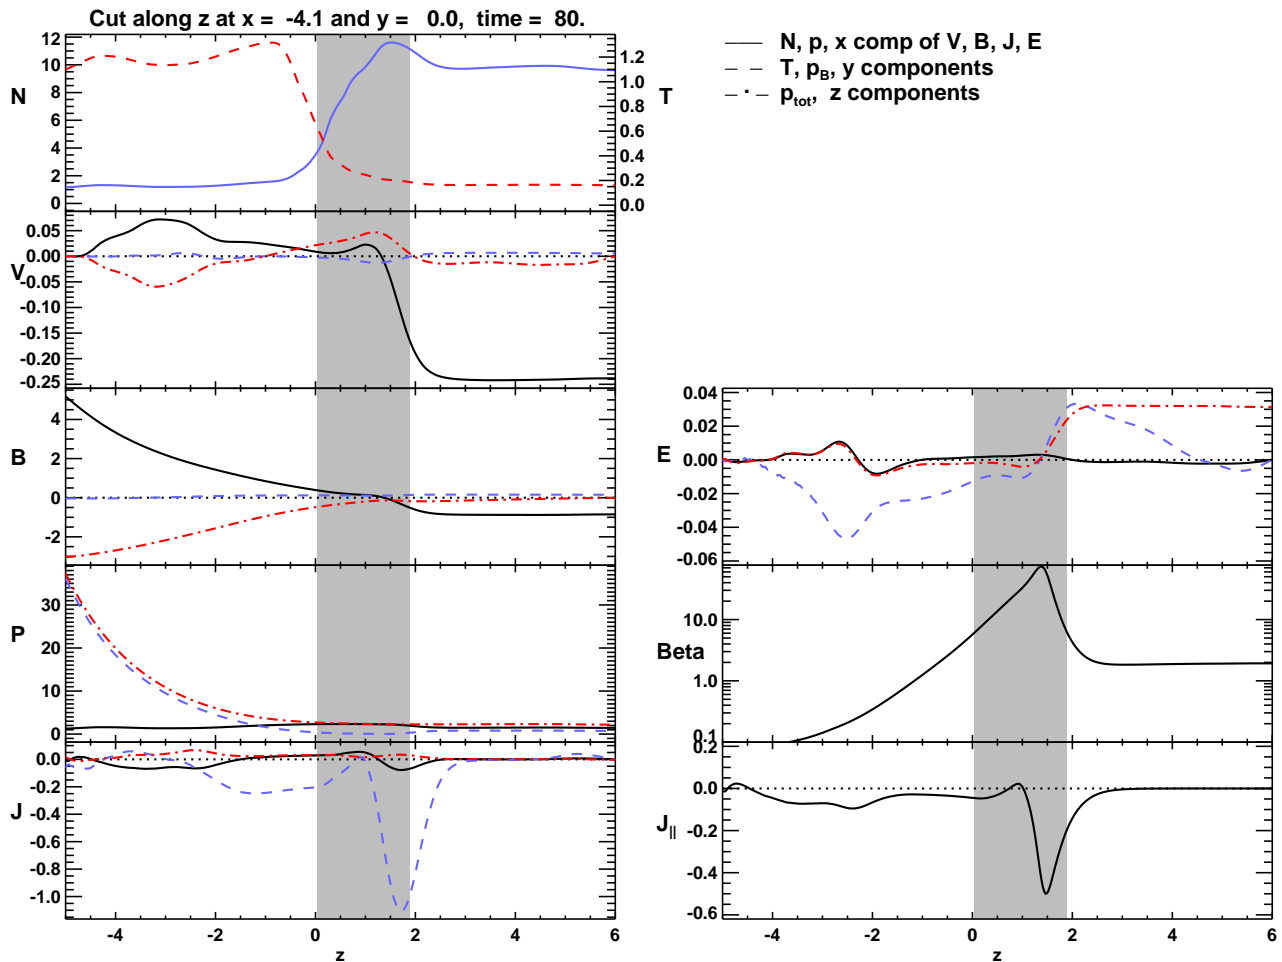 Cut along z at x = -4.1 and y = 0.0, time = 80.
N, p, x comp of V, B, J, E
T, p_B, y components
p_tot, z components
N
12
10
8
6
4
2
0
T
1.2
1.0
0.8
0.6
0.4
0.2
0.0
V
0.05
0.00
-0.05
-0.10
-0.15
-0.20
-0.25
B
4
2
0
-2
P
30
20
10
0
J
0.0
-0.2
-0.4
-0.6
-0.8
-1.0
-4 -2 0 2 4 6
z
E
0.04
0.02
0.00
-0.02
-0.04
-0.06
Beta
10.0
1.0
0.1
J_||
0.2
0.0
-0.2
-0.4
-0.6
-4 -2 0 2 4 6
z